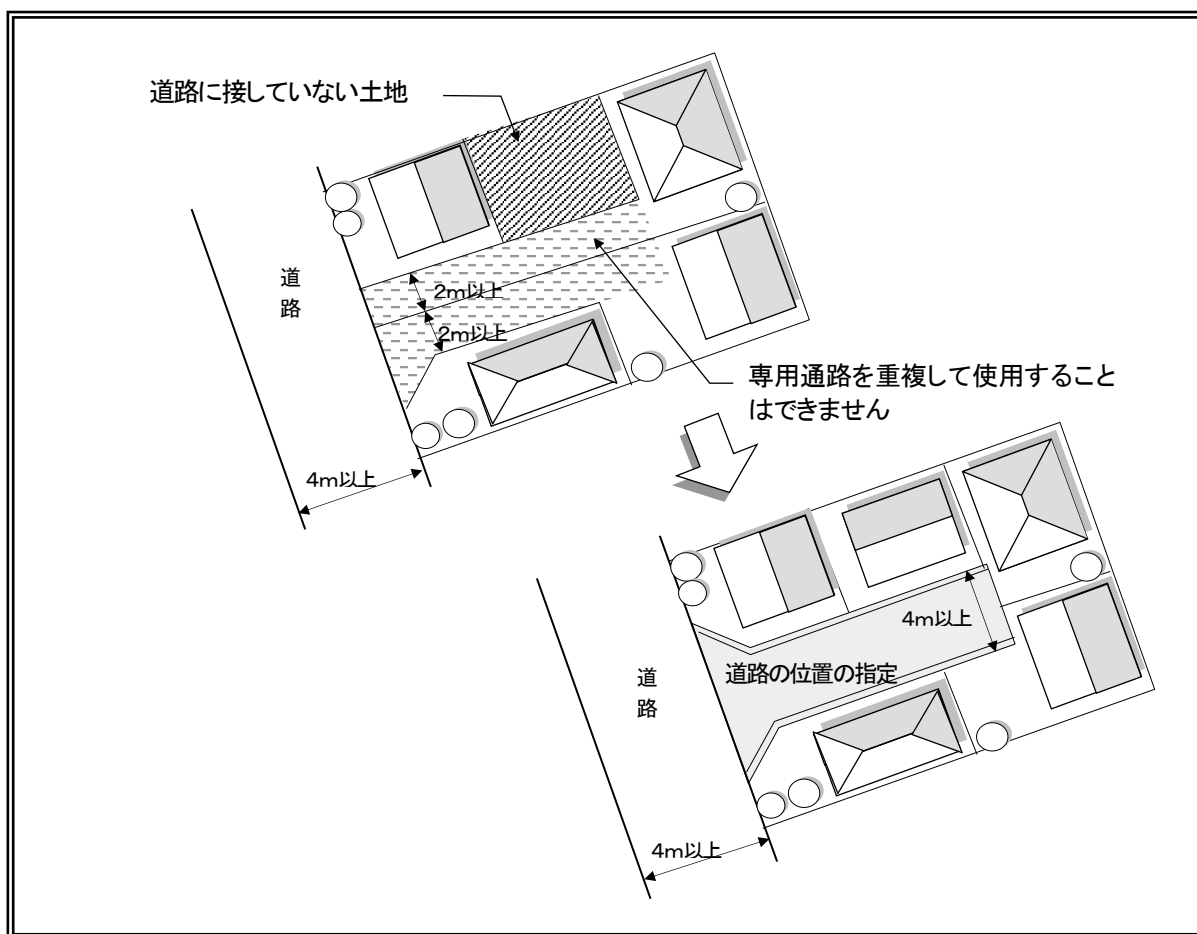 道路に接していない土地
道
路
2m以上
2m以上
専用通路を重複して使用すること
はできません
4m以上
4m以上
道路の位置の指定
道
路
4m以上